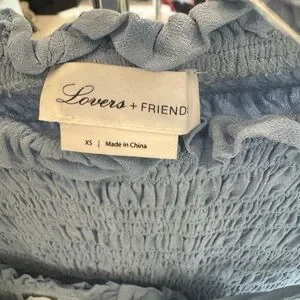 Lovers + FRIENDS
XS | Made in China